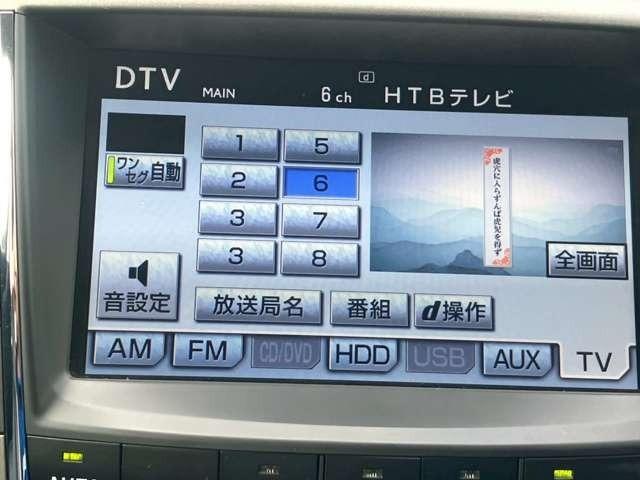 DTV MAIN 6 ch d HTBテレビ
ワンセグ 自動
1 5
2 6
3 7
3 8
虎穴に入らずんば虎児を得ず
全画面
音設定
放送局名 番組 d操作
AM FM CD/DVD HDD USB AUX TV